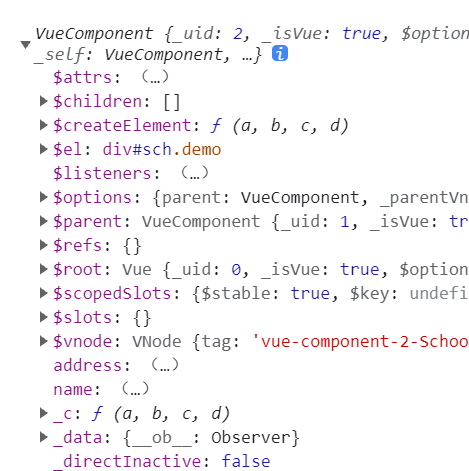 VueComponent {_uid: 2, _isVue: true, $option
_self: VueComponent, …} i
$attrs: (…)
$children: []
$createElement: ƒ (a, b, c, d)
$el: div#sch.demo
$listeners: (…)
$options: {parent: VueComponent, _parentVn
$parent: VueComponent {_uid: 1, _isVue: tr
$refs: {}
$root: Vue {_uid: 0, _isVue: true, $option
$scopedSlots: {$stable: true, $key: undefi
$slots: {}
$vnode: VNode {tag: 'vue-component-2-Schoo
address: (…)
name: (…)
_c: ƒ (a, b, c, d)
_data: {__ob__: Observer}
_directInactive: false